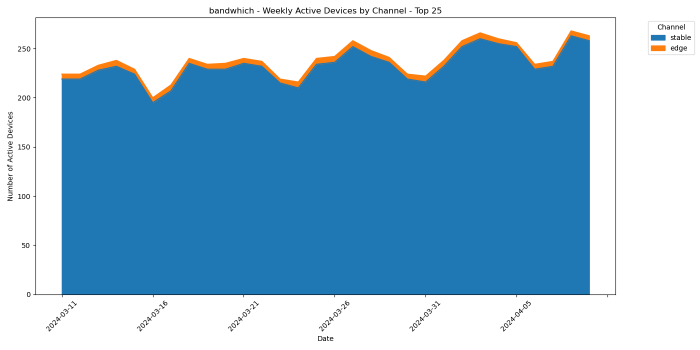 bandwhich - Weekly Active Devices by Channel - Top 25
Channel
stable
edge
Number of Active Devices
250
200
150
100
50
0
2024-03-11
2024-03-16
2024-03-21
2024-03-26
2024-03-31
2024-04-05
Date